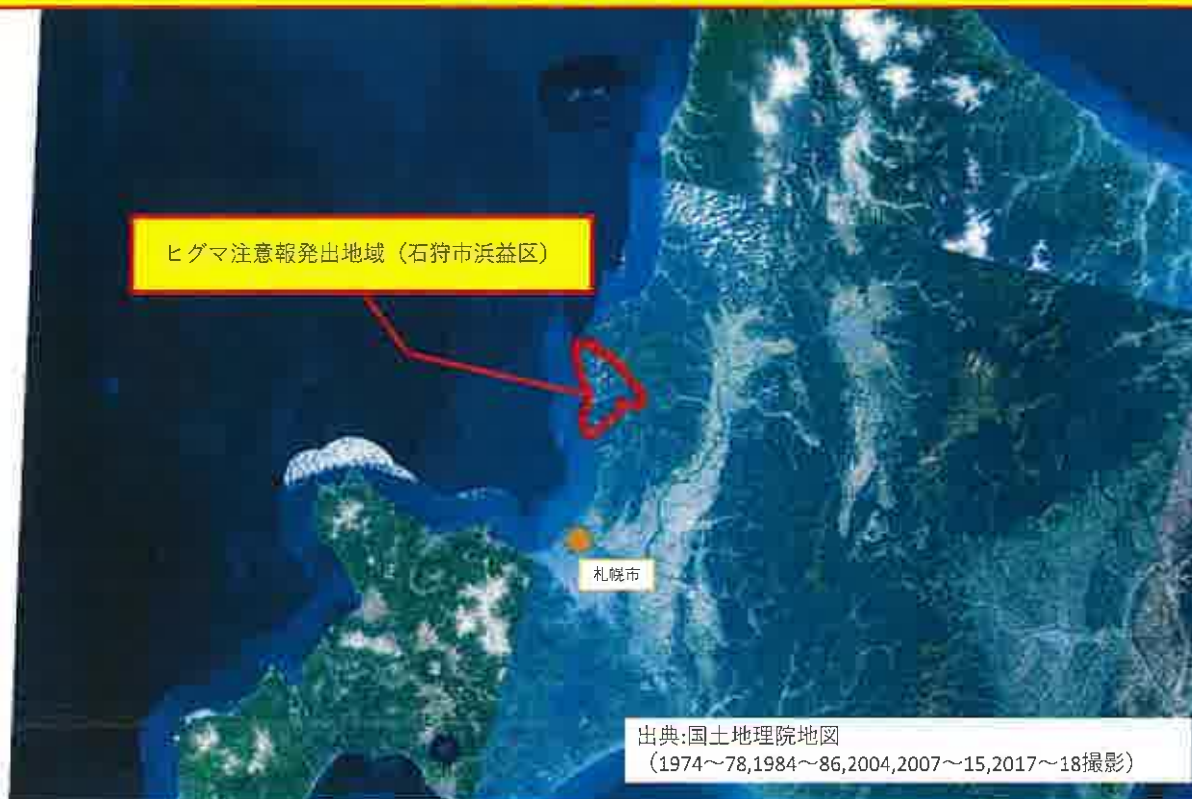 ヒグマ注意報発出地域（石狩市浜益区）
札幌市
出典:国土地理院地図
（1974～78,1984～86,2004,2007～15,2017～18撮影）